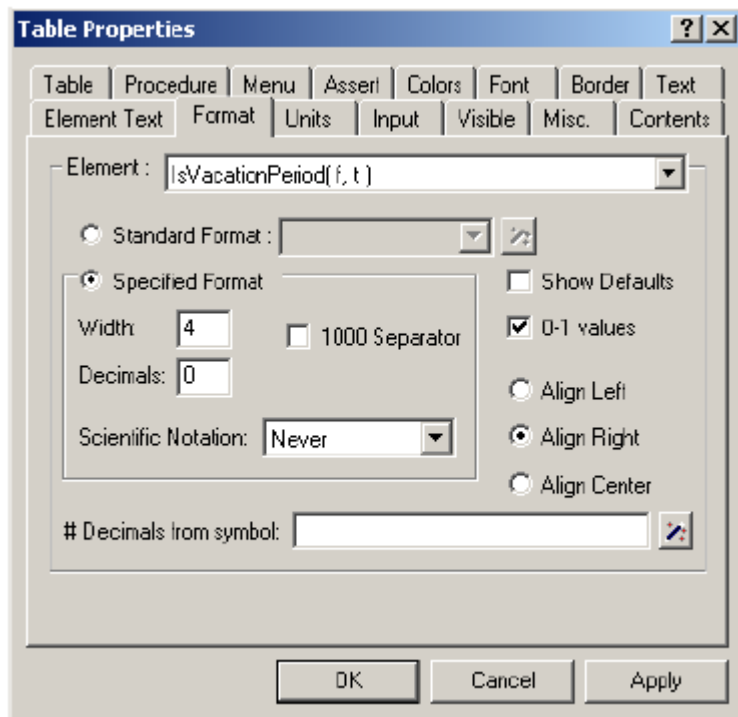 Table Properties
Table Procedure Menu Assert Colors Font Border Text
Element Text Format Units Input Visible Misc. Contents
Element : IsVacationPeriod( f, t )
Standard Format :
Specified Format Show Defaults
Width: 4 1000 Separator 0-1 values
Decimals: 0 Align Left
Scientific Notation: Never Align Right
Align Center
# Decimals from symbol:
OK Cancel Apply